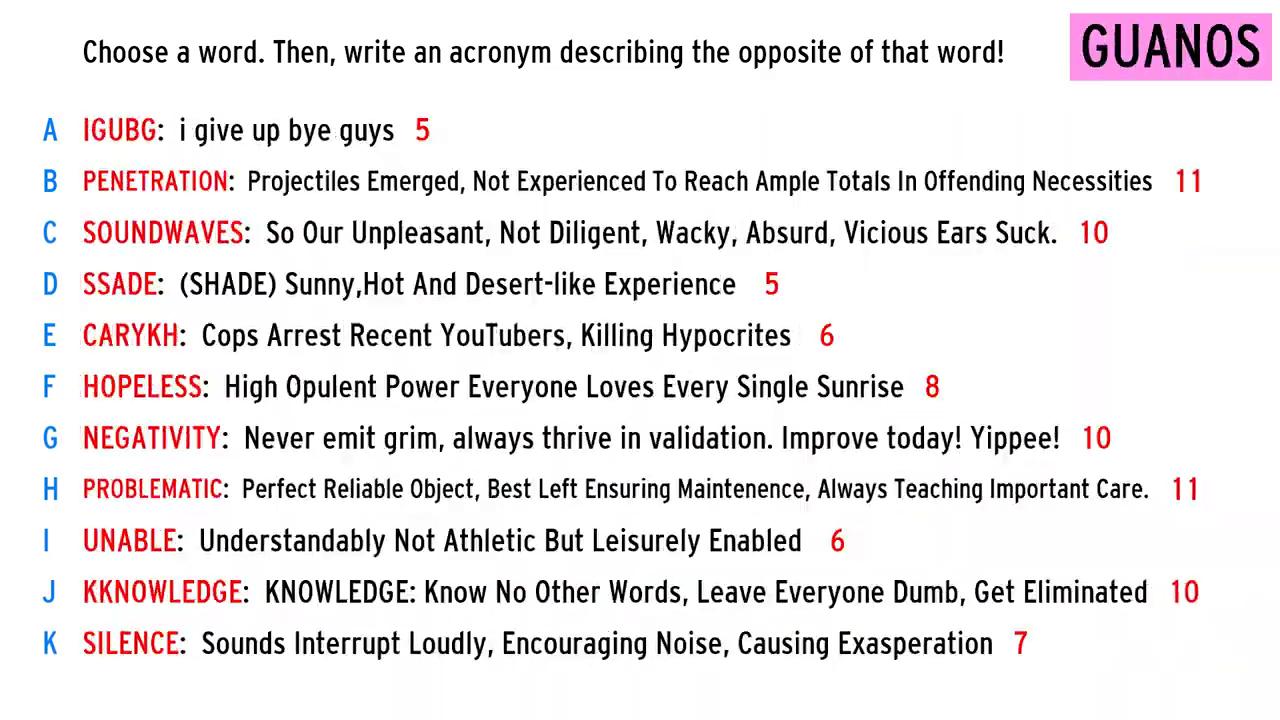 Choose a word. Then, write an acronym describing the opposite of that word! GUANOS
A IGUBG: i give up bye guys 5
B PENETRATION: Projectiles Emerged, Not Experienced To Reach Ample Totals In Offending Necessities 11
C SOUNDWAVES: So Our Unpleasant, Not Diligent, Wacky, Absurd, Vicious Ears Suck. 10
D SSADE: (SHADE) Sunny,Hot And Desert-like Experience 5
E CARYKH: Cops Arrest Recent YouTubers, Killing Hypocrites 6
F HOPELESS: High Opulent Power Everyone Loves Every Single Sunrise 8
G NEGATIVITY: Never emit grim, always thrive in validation. Improve today! Yippee! 10
H PROBLEMATIC: Perfect Reliable Object, Best Left Ensuring Maintenence, Always Teaching Important Care. 11
I UNABLE: Understandably Not Athletic But Leisurely Enabled 6
J KKNOWLEDGE: KNOWLEDGE: Know No Other Words, Leave Everyone Dumb, Get Eliminated 10
K SILENCE: Sounds Interrupt Loudly, Encouraging Noise, Causing Exasperation 7